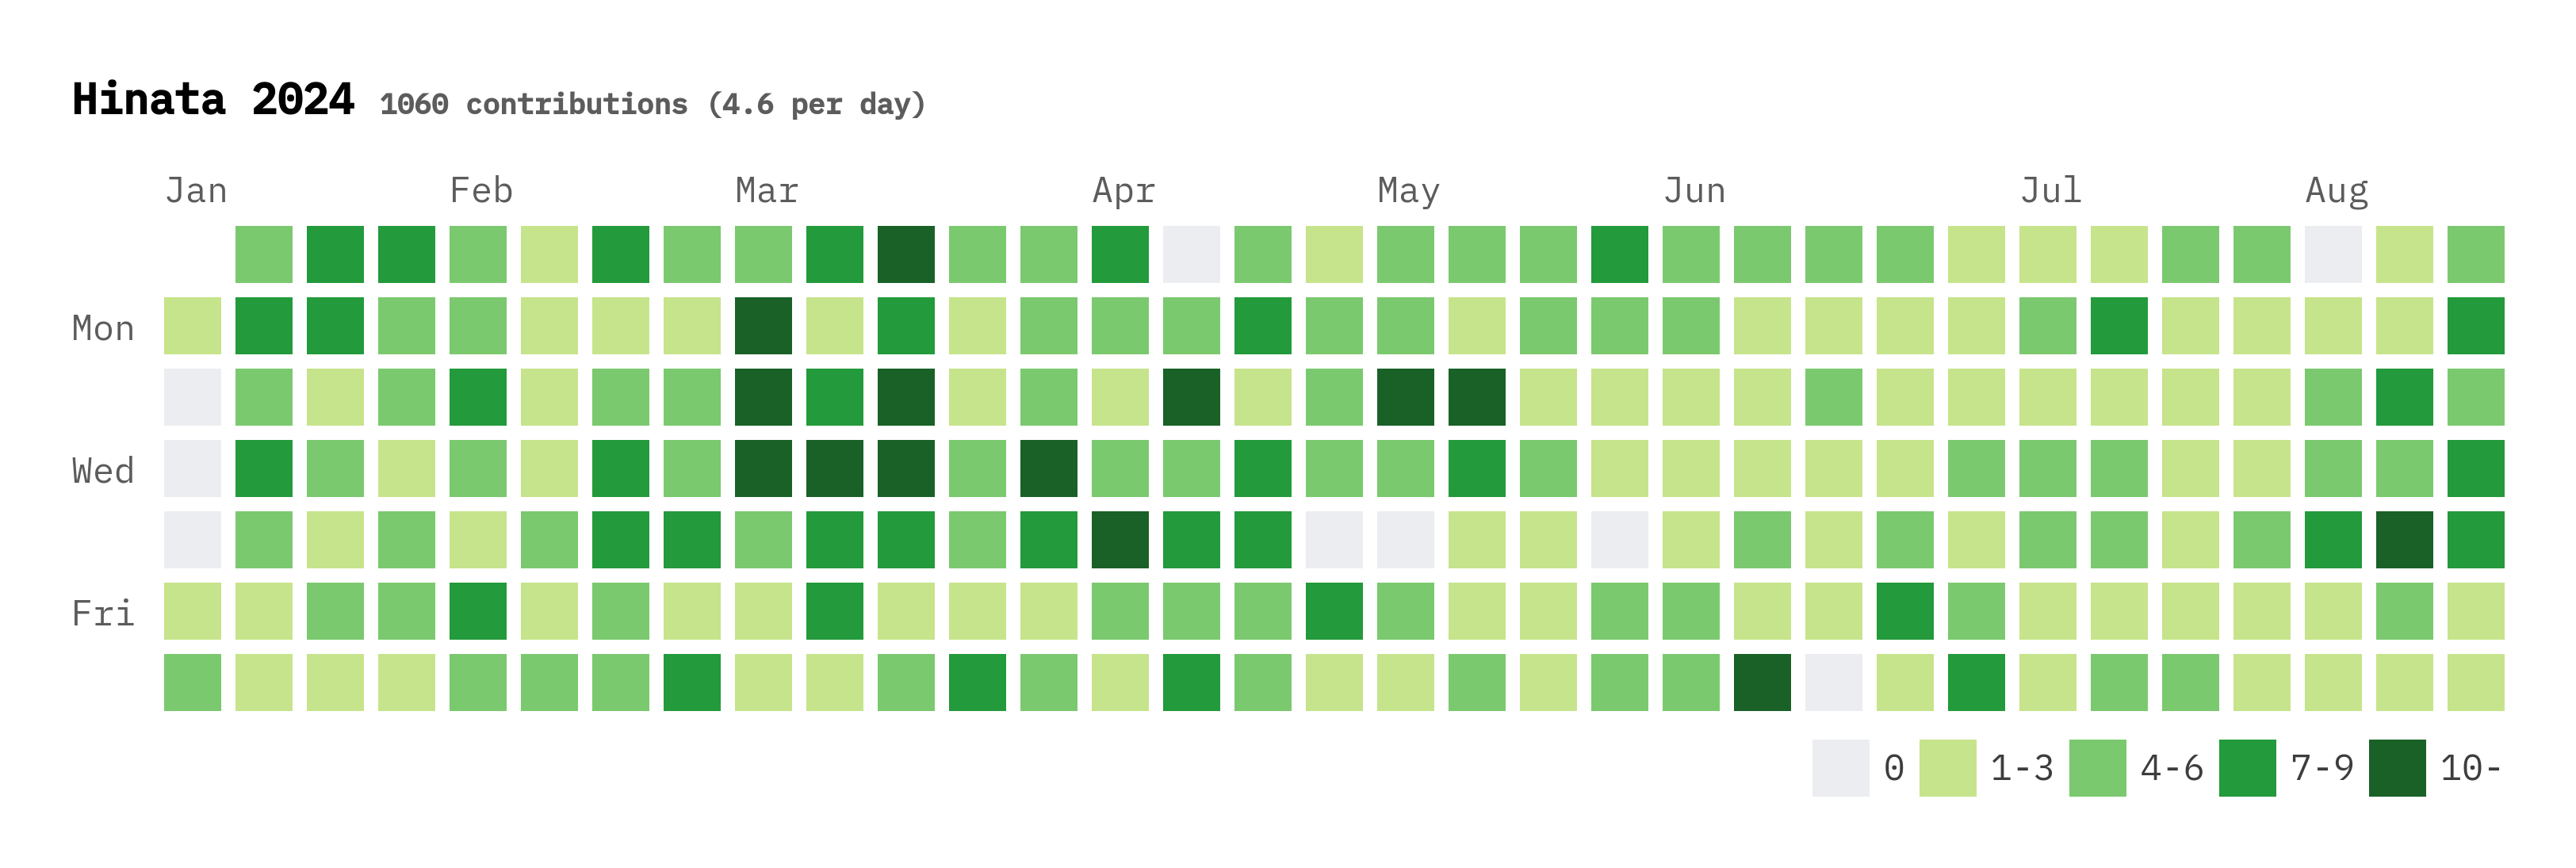 Hinata 2024 1060 contributions (4.6 per day)
Jan Feb Mar Apr May Jun Jul Aug
Mon
Wed
Fri
0 1-3 4-6 7-9 10-